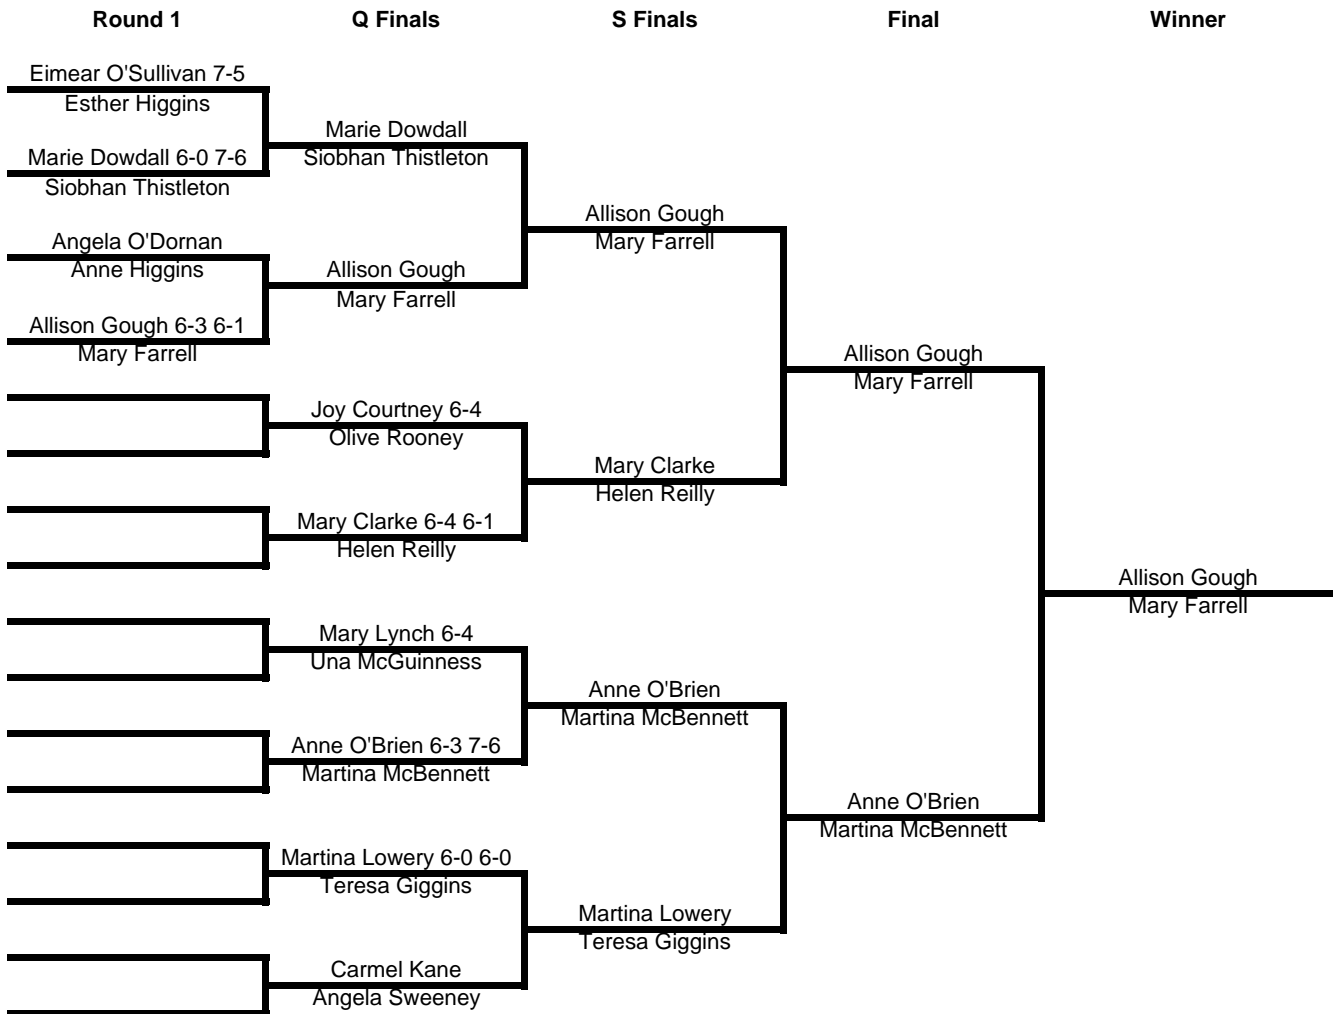 Round 1
Q Finals
S Finals
Final
Winner
Eimear O'Sullivan 7-5
Esther Higgins
Marie Dowdall 6-0 7-6
Siobhan Thistleton
Angela O'Dornan
Anne Higgins
Allison Gough 6-3 6-1
Mary Farrell
Marie Dowdall
Siobhan Thistleton
Allison Gough
Mary Farrell
Joy Courtney 6-4
Olive Rooney
Mary Clarke 6-4 6-1
Helen Reilly
Mary Lynch 6-4
Una McGuinness
Anne O'Brien 6-3 7-6
Martina McBennett
Martina Lowery 6-0 6-0
Teresa Giggins
Carmel Kane
Angela Sweeney
Allison Gough
Mary Farrell
Mary Clarke
Helen Reilly
Anne O'Brien
Martina McBennett
Martina Lowery
Teresa Giggins
Allison Gough
Mary Farrell
Anne O'Brien
Martina McBennett
Allison Gough
Mary Farrell